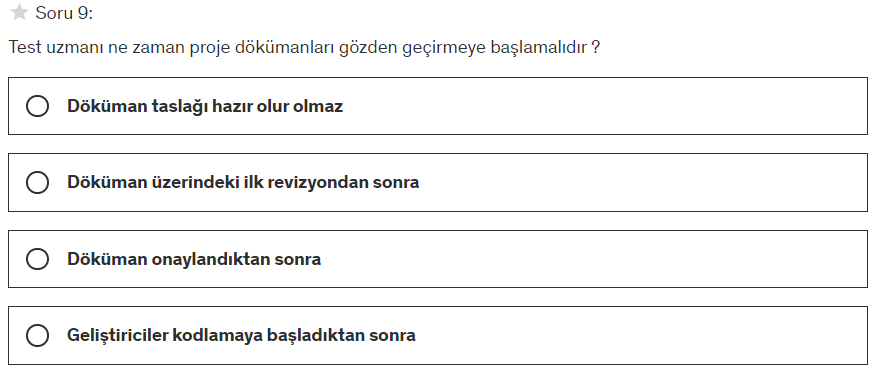 Soru 9:
Test uzmanı ne zaman proje dökümanları gözden geçirmeye başlamalıdır ?
Döküman taslağı hazır olur olmaz
Döküman üzerindeki ilk revizyondan sonra
Döküman onaylandıktan sonra
Geliştiriciler kodlamaya başladıktan sonra